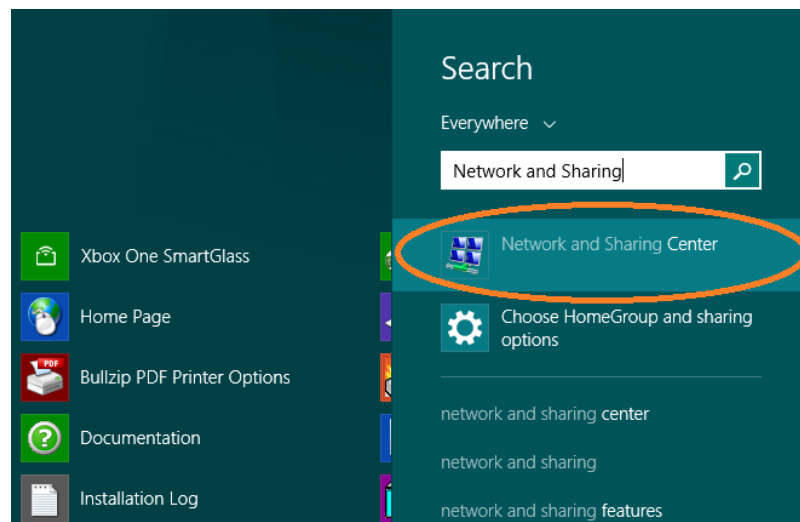 Search
Everywhere
Network and Sharing
Network and Sharing Center
Choose HomeGroup and sharing
options
network and sharing center
network and sharing
network and sharing features
Xbox One SmartGlass
Home Page
PDF
Bullzip PDF Printer Options
Documentation
Installation Log